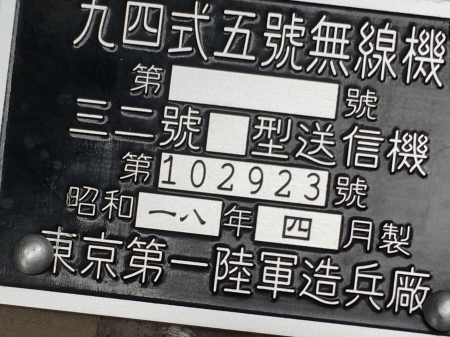 九四式五號無線機
第 號
三二號 型送信機
第102923號
昭和一八年四月製
東京第一陸軍造兵廠